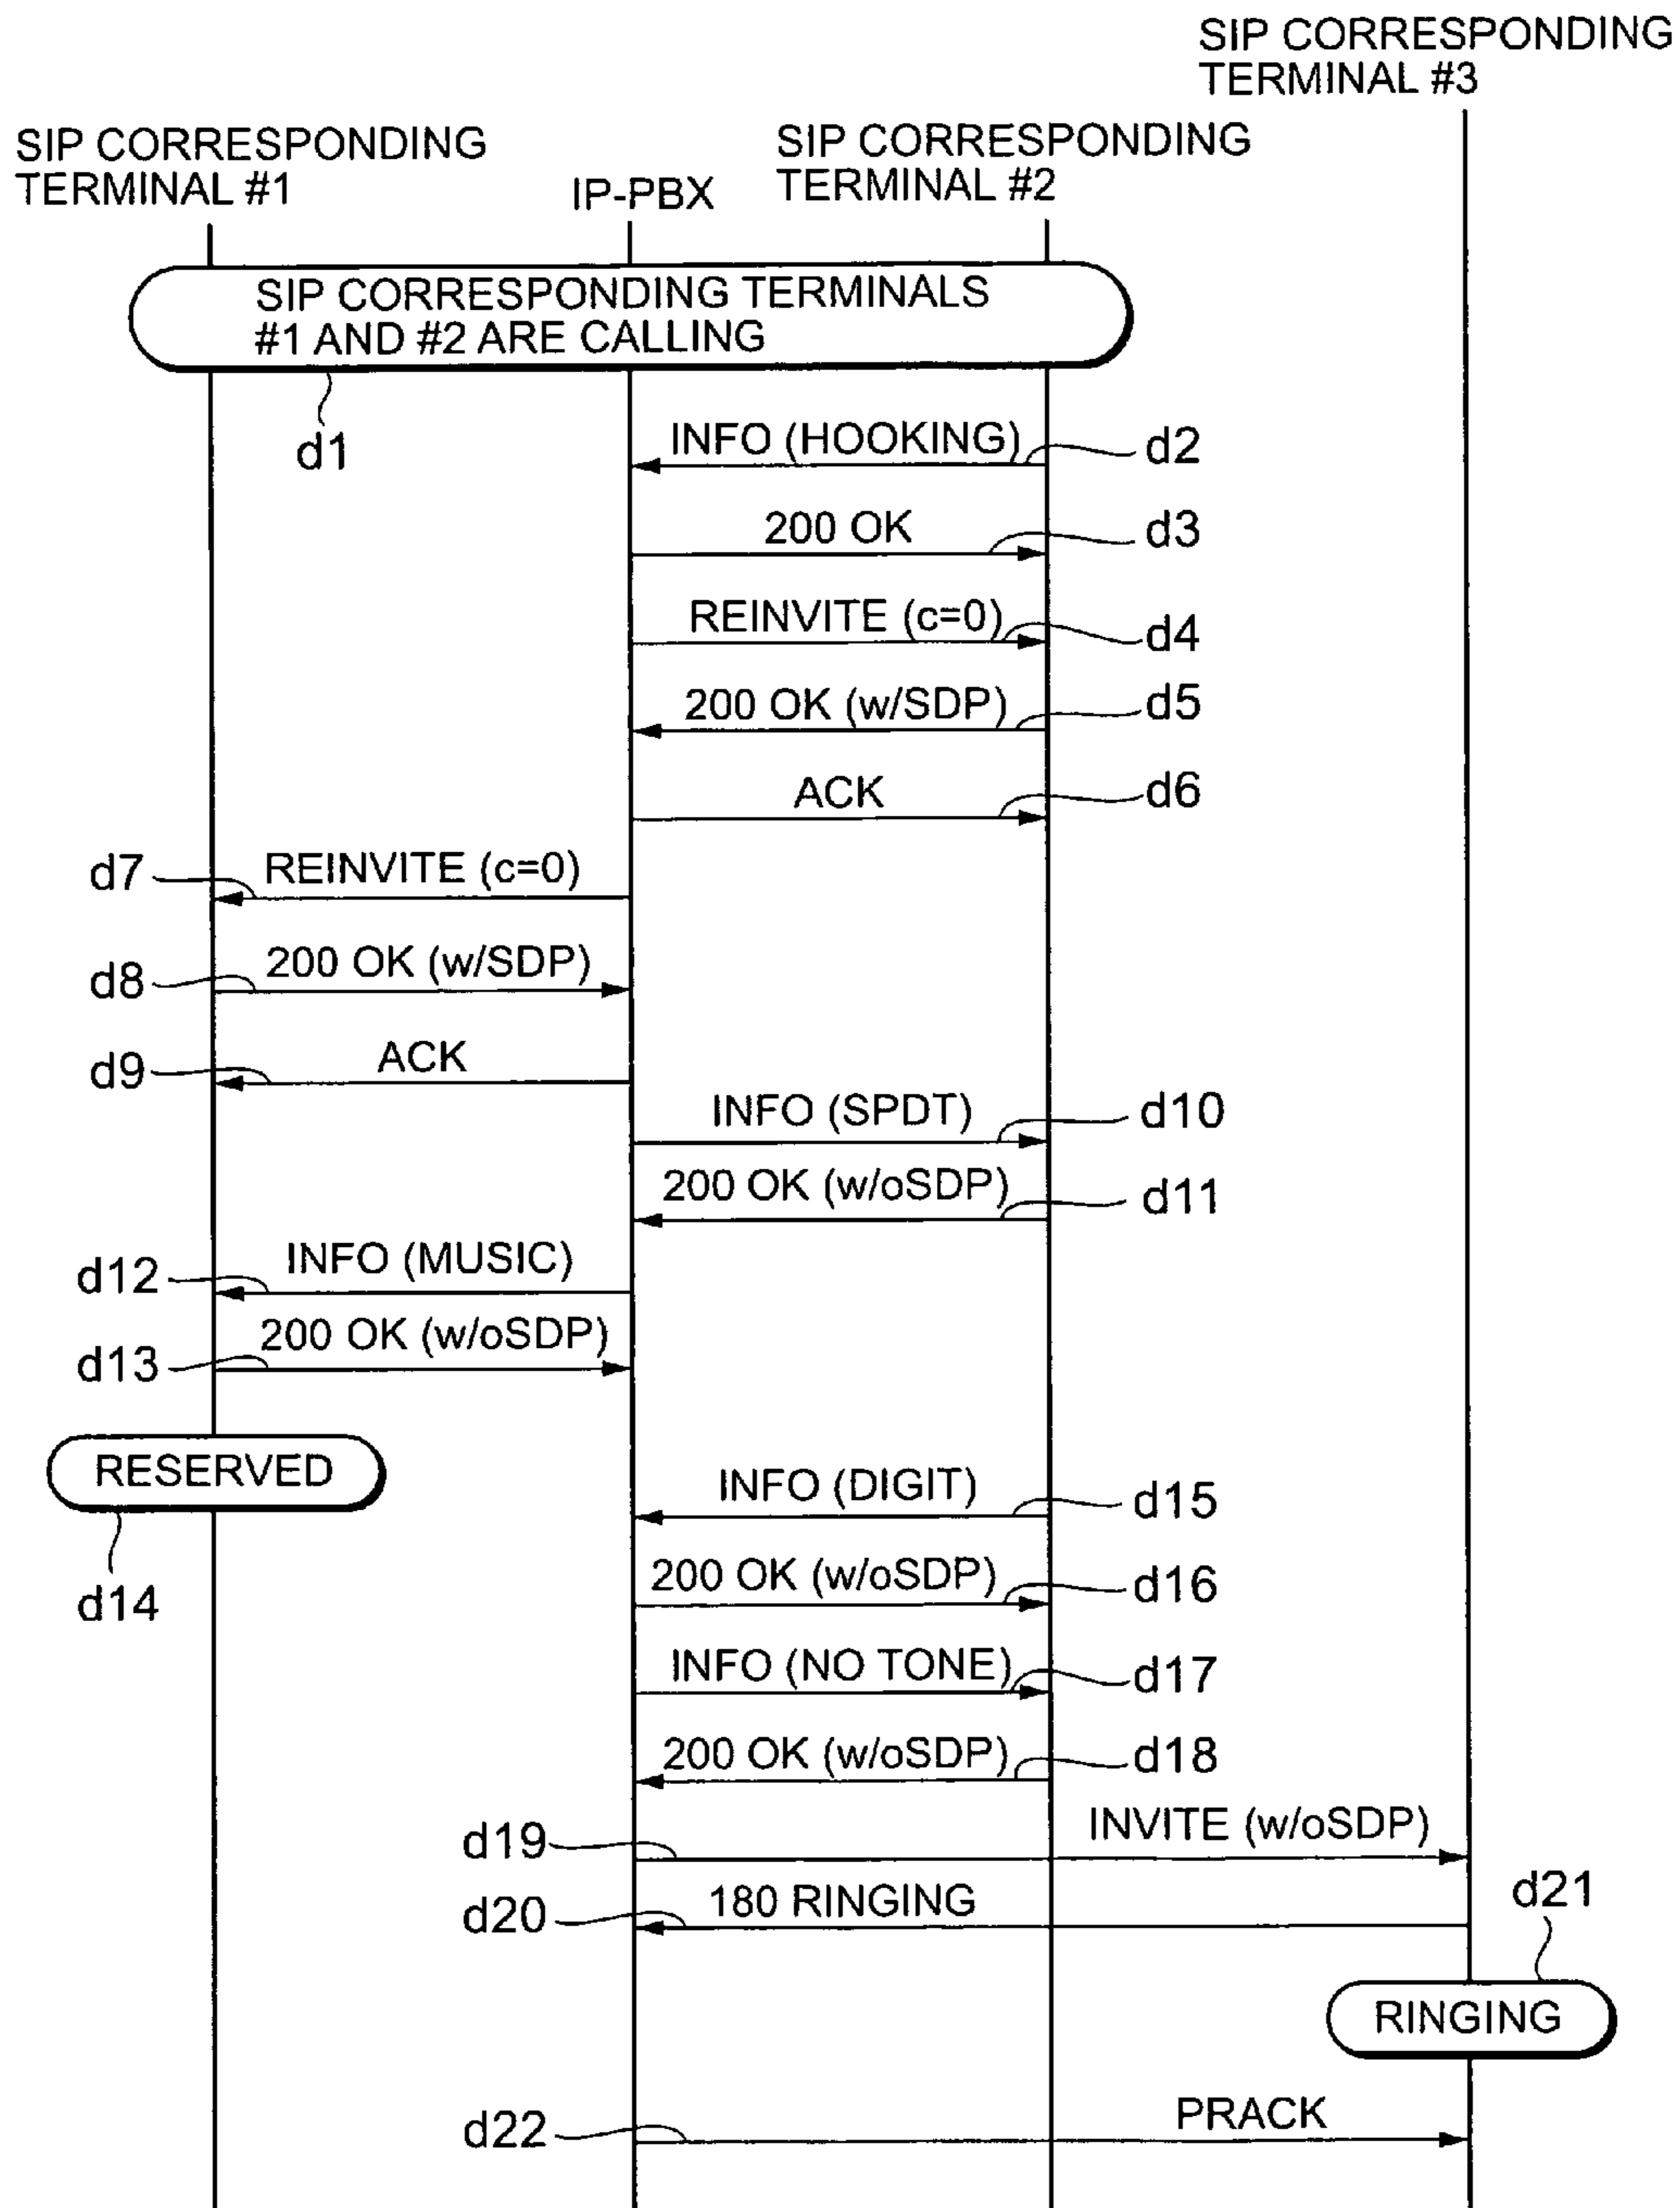 SIP CORRESPONDING
TERMINAL #3
SIP CORRESPONDING
TERMINAL #1
IP-PBX
SIP CORRESPONDING
TERMINAL #2
SIP CORRESPONDING TERMINALS
#1 AND #2 ARE CALLING
d1
INFO (HOOKING)
d2
200 OK
d3
REINVITE (c=0)
d4
200 OK (w/SDP)
d5
ACK
d6
d7
REINVITE (c=0)
d8
200 OK (w/SDP)
d9
ACK
INFO (SPDT)
d10
200 OK (w/oSDP)
d11
d12
INFO (MUSIC)
d13
200 OK (w/oSDP)
RESERVED
d14
INFO (DIGIT)
d15
200 OK (w/oSDP)
d16
INFO (NO TONE)
d17
200 OK (w/oSDP)
d18
d19
INVITE (w/oSDP)
d20
180 RINGING
d21
RINGING
d22
PRACK